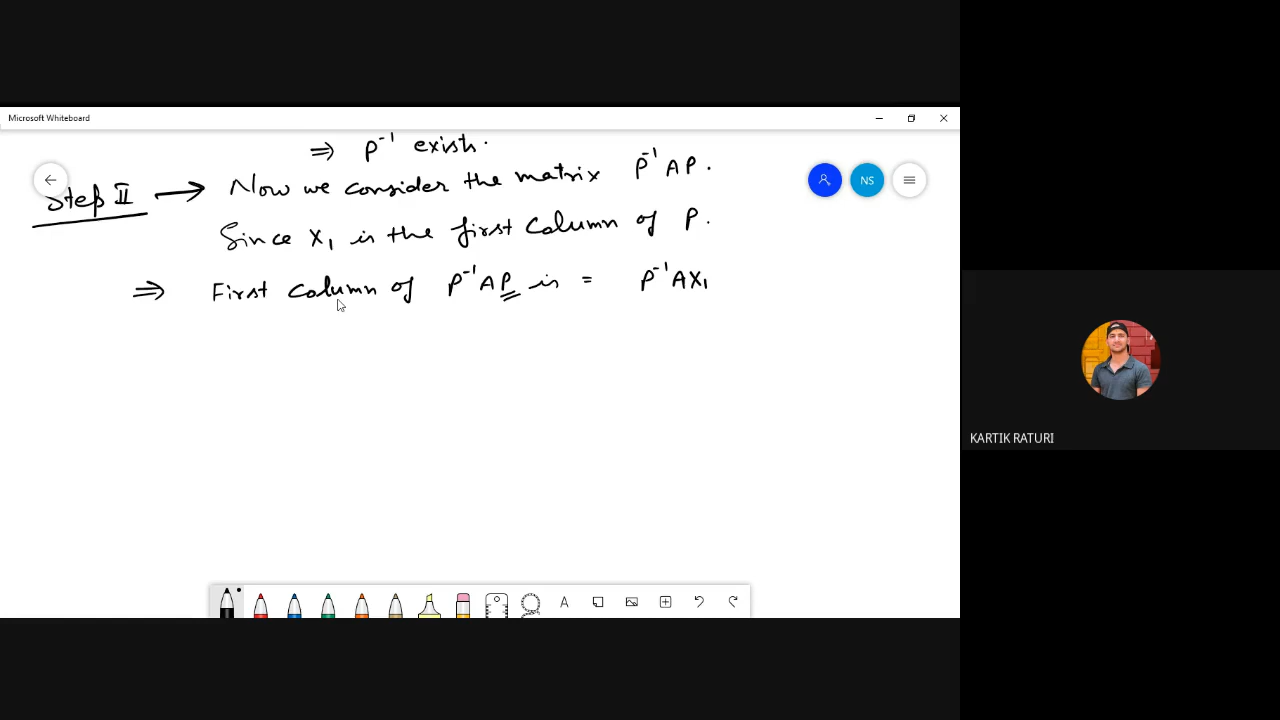 Microsoft Whiteboard
⇒ P⁻¹ exists.
Step II → Now we consider the matrix P⁻¹AP.
NS
Since X₁ is the first column of P.
⇒ First column of P⁻¹AP is = P⁻¹AX₁
KARTIK RATURI
A